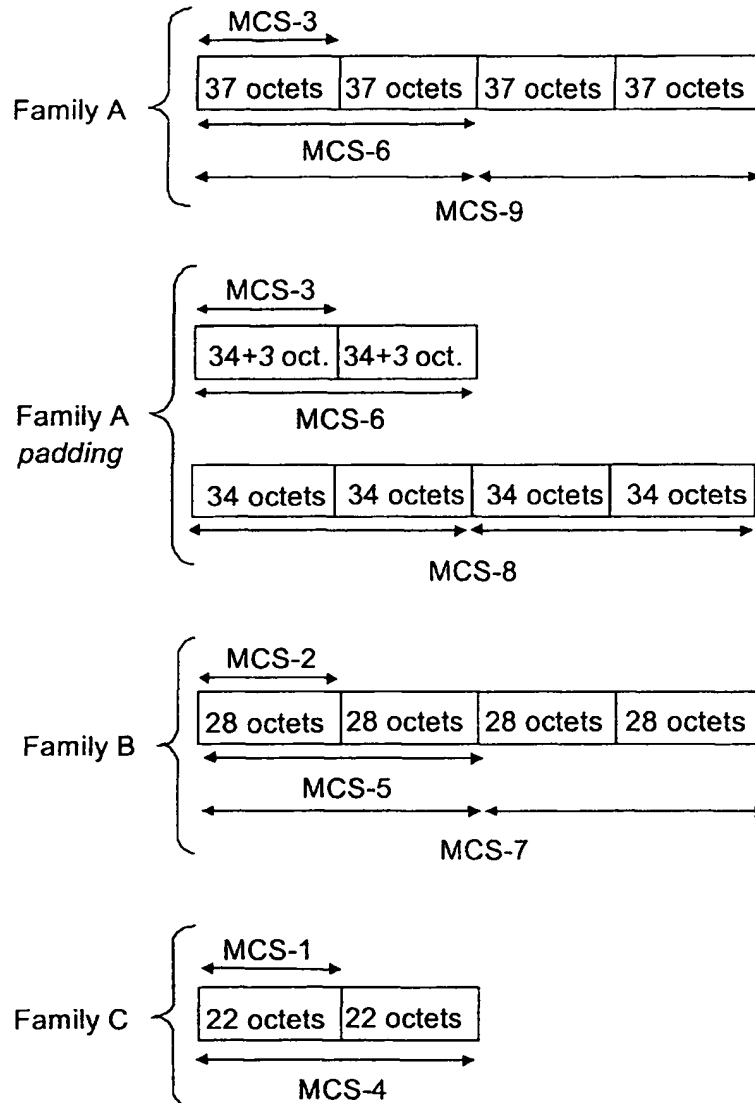 MCS-3
Family A
37 octets 37 octets 37 octets 37 octets
MCS-6
MCS-9
MCS-3
34+3 oct. 34+3 oct.
Family A
padding
MCS-6
34 octets 34 octets 34 octets 34 octets
MCS-8
MCS-2
Family B
28 octets 28 octets 28 octets 28 octets
MCS-5
MCS-7
MCS-1
Family C
22 octets 22 octets
MCS-4